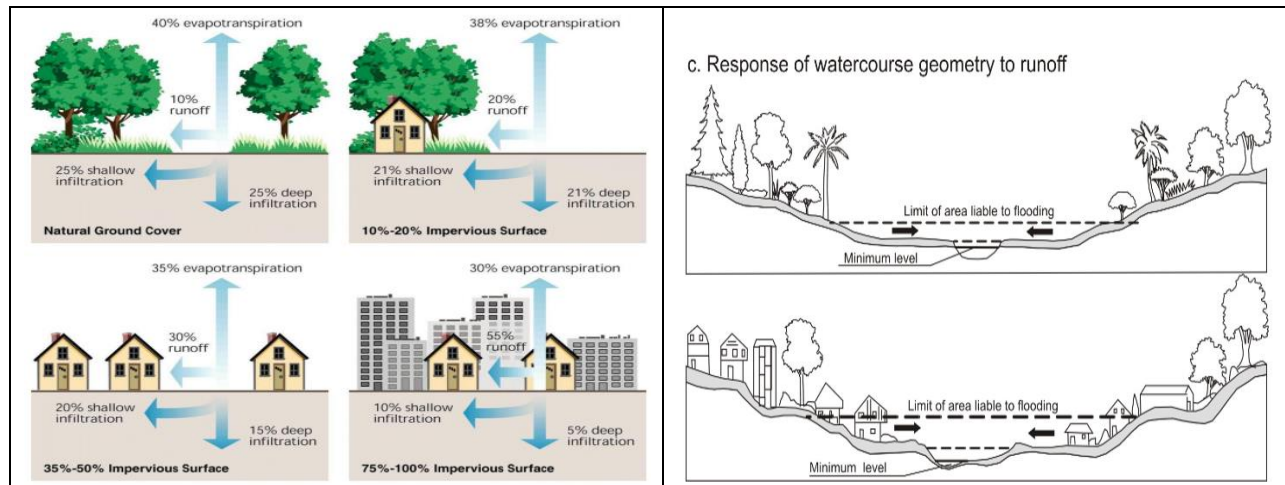 40% evapotranspiration
10%
runoff
25% shallow
infiltration
25% deep
infiltration
Natural Ground Cover
38% evapotranspiration
20%
runoff
21% shallow
infiltration
21% deep
infiltration
10%-20% Impervious Surface
35% evapotranspiration
30%
runoff
20% shallow
infiltration
15% deep
infiltration
35%-50% Impervious Surface
30% evapotranspiration
55%
runoff
10% shallow
infiltration
5% deep
infiltration
75%-100% Impervious Surface
c. Response of watercourse geometry to runoff
Limit of area liable to flooding
Minimum level
Limit of area liable to flooding
Minimum level